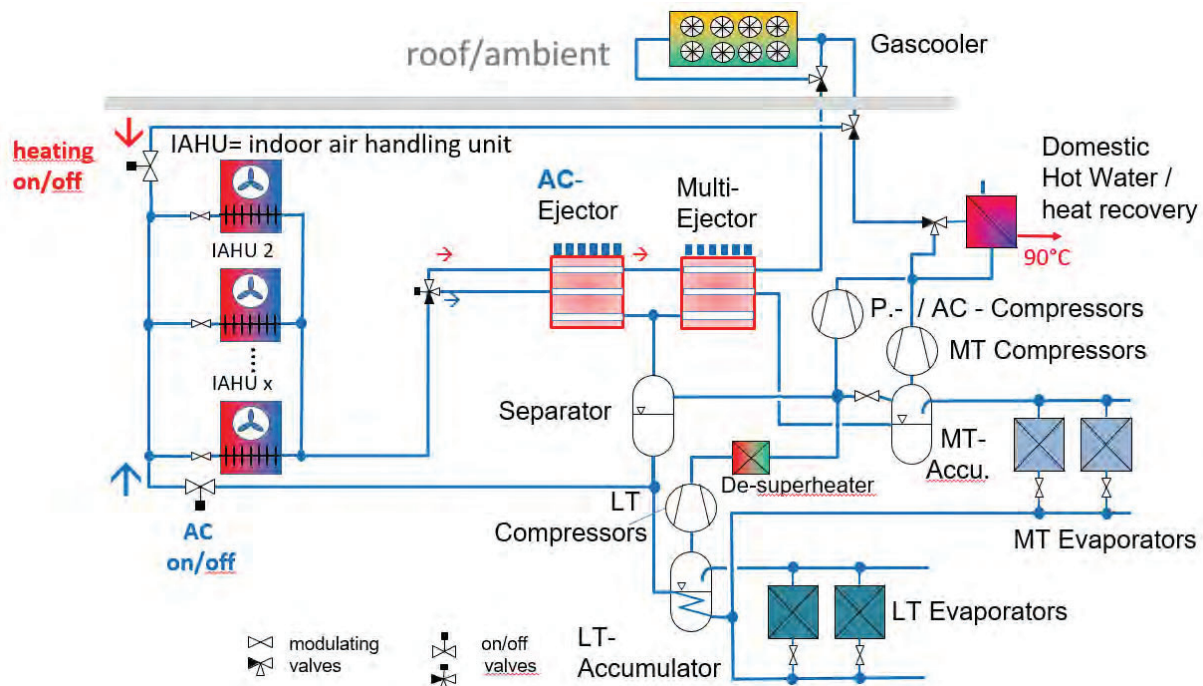 roof/ambient
Gascooler
heating
on/off
IAHU= indoor air handling unit
IAHU 2
IAHU x
AC
on/off
AC-
Ejector
Multi-
Ejector
Domestic
Hot Water /
heat recovery
90°C
P.- / AC - Compressors
MT Compressors
Separator
De-superheater
MT-
Accu.
LT
Compressors
MT Evaporators
LT Evaporators
LT-
Accumulator
modulating
valves
on/off
valves